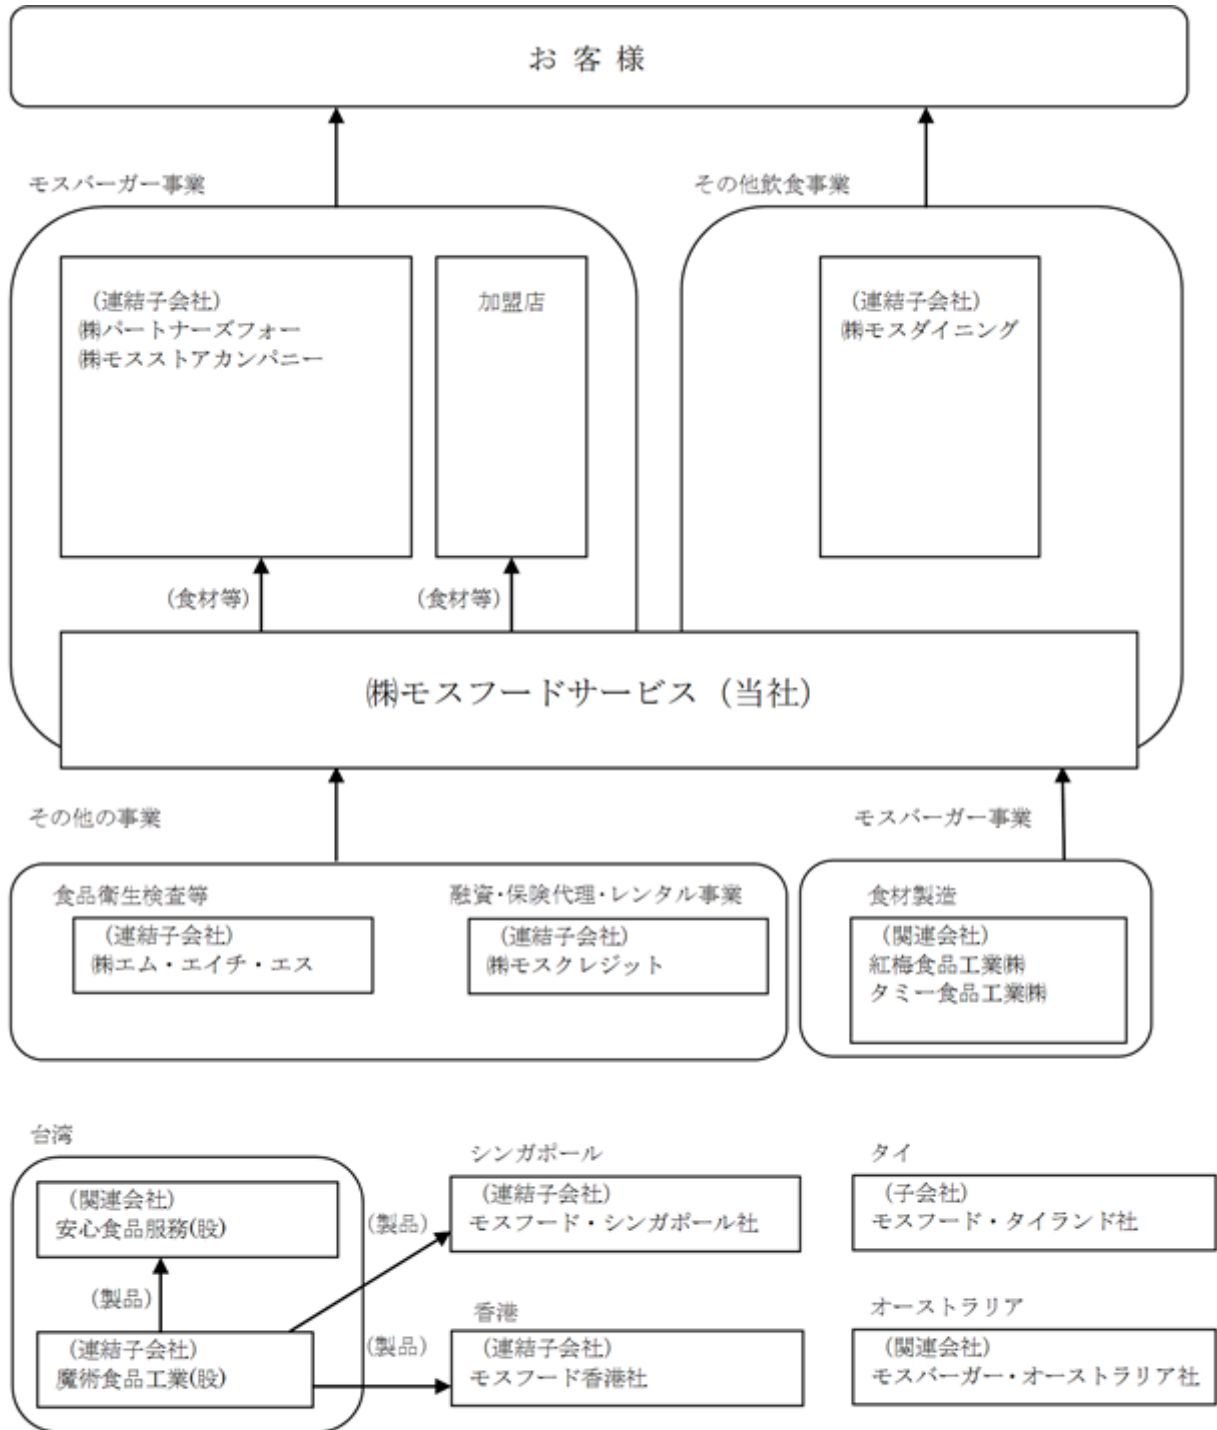 お 客 様
モスバーガー事業
その他飲食事業
(連結子会社)
㈱パートナーズフォー
㈱モスストアカンパニー
加盟店
(連結子会社)
㈱モスダイニング
(食材等)
(食材等)
㈱モスフードサービス (当社)
その他の事業
モスバーガー事業
食品衛生検査等
(連結子会社)
㈱エム・エイチ・エス
融資・保険代理・レンタル事業
(連結子会社)
㈱モスクレジット
食材製造
(関連会社)
紅梅食品工業㈱
タミー食品工業㈱
台湾
(関連会社)
安心食品服務(股)
(製品)
(連結子会社)
魔術食品工業(股)
(製品)
(製品)
シンガポール
(連結子会社)
モスフード・シンガポール社
香港
(連結子会社)
モスフード香港社
タイ
(子会社)
モスフード・タイランド社
オーストラリア
(関連会社)
モスバーガー・オーストラリア社